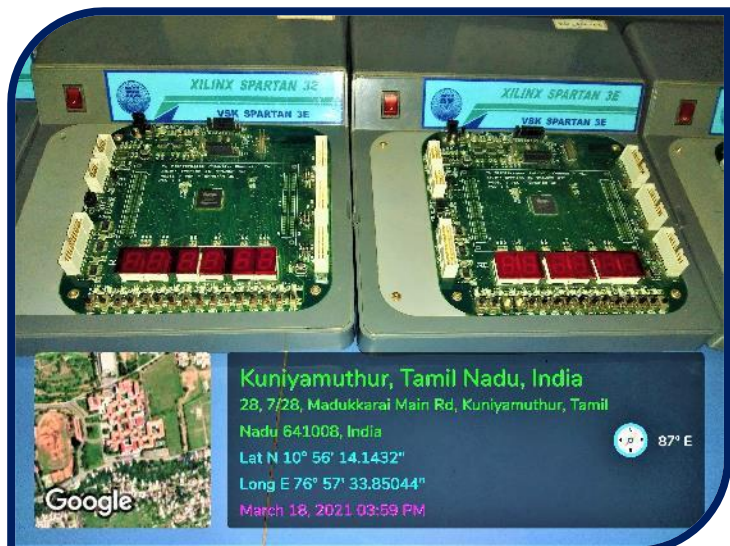 XILINX SPARTAN 3E
VSK SPARTAN 3E
XILINX SPARTAN 3E
VSK SPARTAN 3E
Kuniyamuthur, Tamil Nadu, India
28, 7/28, Madukkarai Main Rd, Kuniyamuthur, Tamil
Nadu 641008, India
Lat N 10° 56' 14.1432"
Long E 76° 57' 33.85044"
March 18, 2021 03:59 PM
87° E
Google